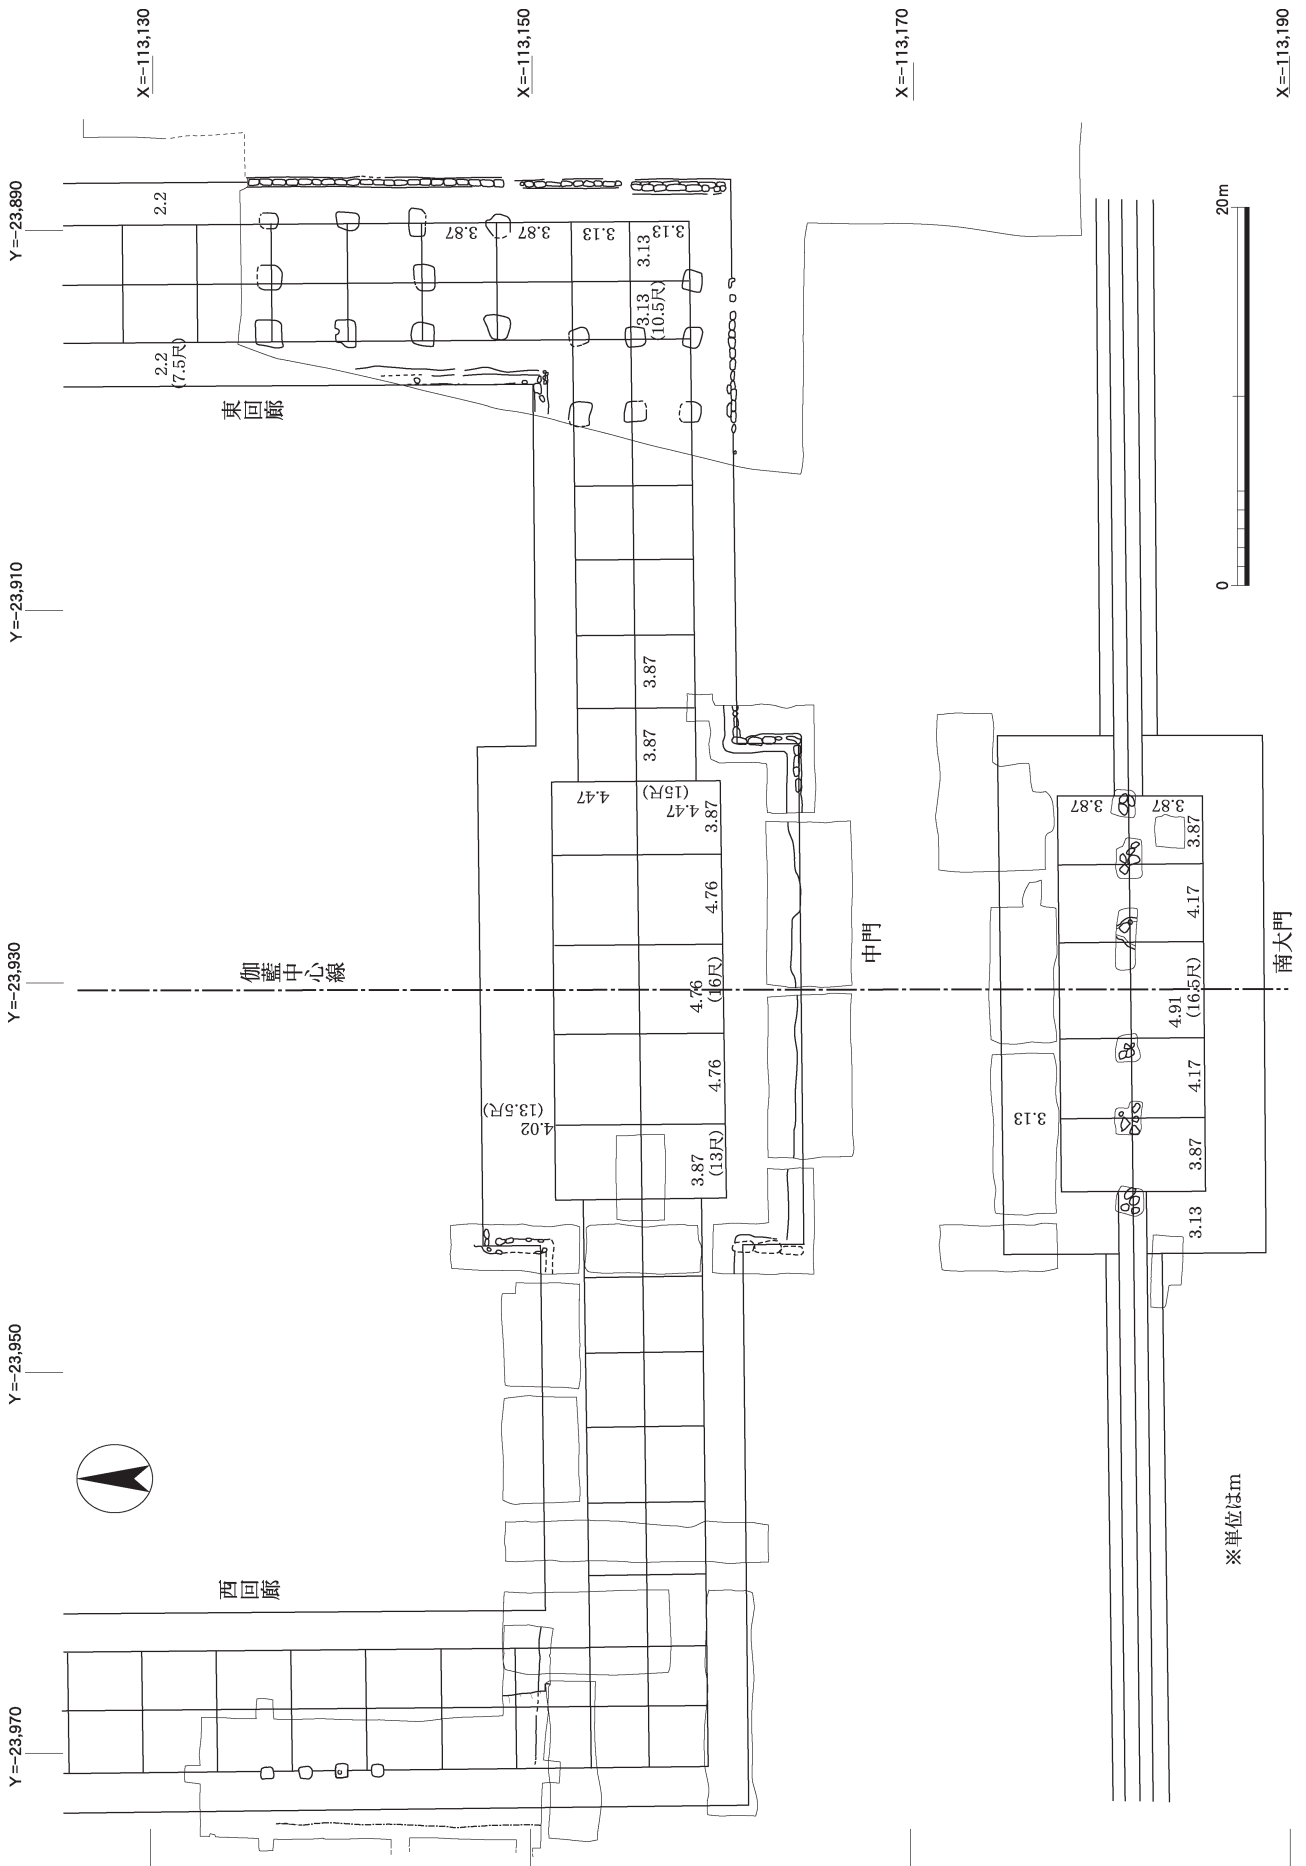 X=−113,130
X=−113,150
X=−113,170
X=−113,190
Y=−23,890
Y=−23,910
Y=−23,930
Y=−23,950
Y=−23,970
2.2
2.2
(7.5尺)
東回廊
3.87
3.87
3.13
3.13
3.13
3.13
(10.5尺)
20m
0
3.87
3.87
4.47
4.47
(15尺)
3.87
4.76
4.76
(16尺)
4.76
4.02
(13.5尺)
3.87
(13尺)
伽藍中心線
中門
3.87
3.87
3.87
4.17
4.91
(16.5尺)
4.17
3.87
3.13
3.13
南大門
西回廊
※単位はm